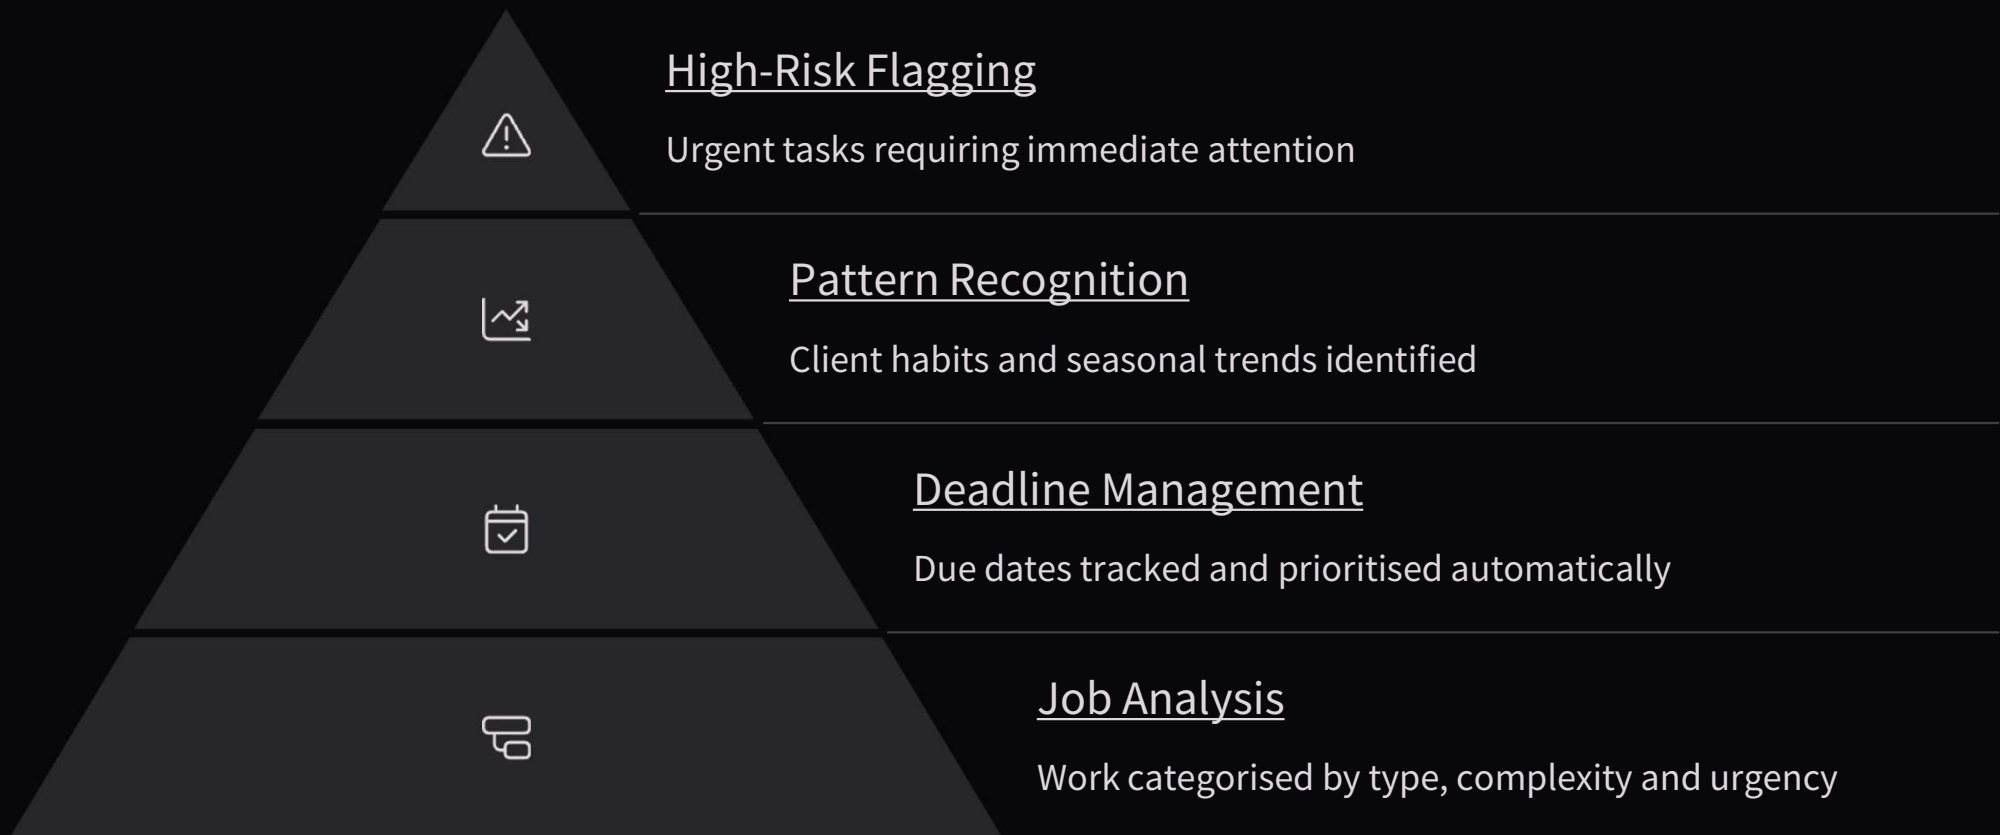 High-Risk Flagging
Urgent tasks requiring immediate attention
Pattern Recognition
Client habits and seasonal trends identified
Deadline Management
Due dates tracked and prioritised automatically
Job Analysis
Work categorised by type, complexity and urgency